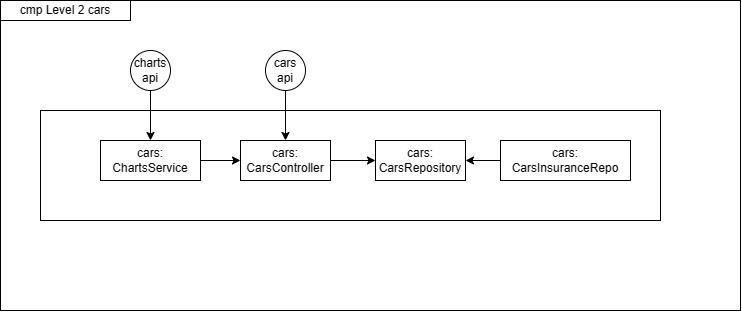 cmp Level 2 cars
charts
api
cars
api
cars:
ChartsService
cars:
CarsController
cars:
CarsRepository
cars:
CarsInsuranceRepo